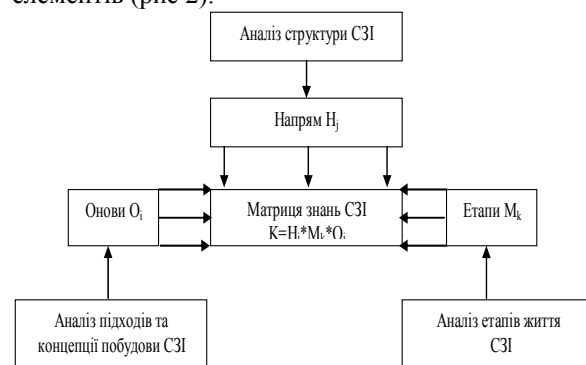 елементів (рис 2).
Аналіз структури СЗІ
Напрям Hj
Онови Oi
Матриця знань СЗІ
K=Hj*Mk*Oi
Етапи Mk
Аналіз підходів та
концепції побудови СЗІ
Аналіз етапів життя
СЗІ